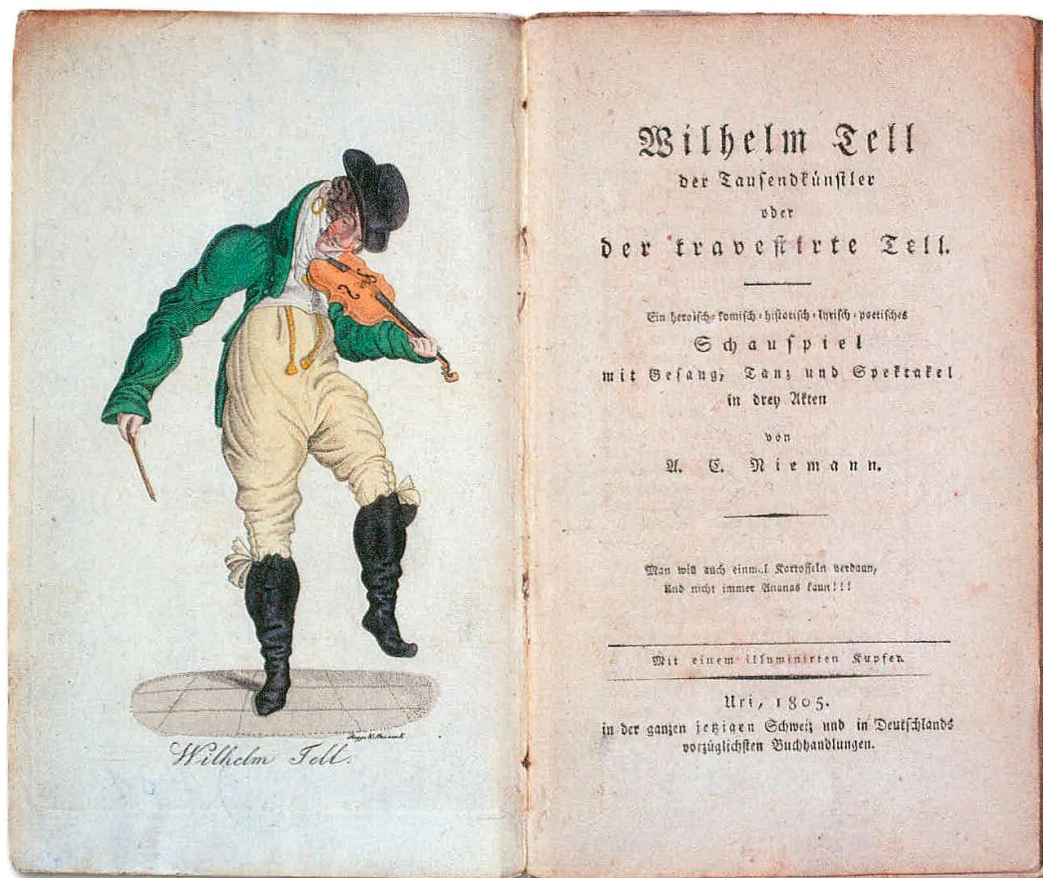 Wilhelm Tell.
Wilhelm Tell
der Tausendkünstler
oder
der travestirte Tell.
Ein heroisch-komisch-historisch-lyrisch-poetisches
Schauspiel
mit Gesang, Tanz und Spektakel
in drey Akten
von
A. C. Niemann.
Man will auch einmal Kartoffeln verdaun,
Und nicht immer Ananas kaun!!!
Mit einem illuminirten Kupfer.
Uri, 1805.
in der ganzen jetzigen Schweiz und in Deutschlands
vorzüglichsten Buchhandlungen.